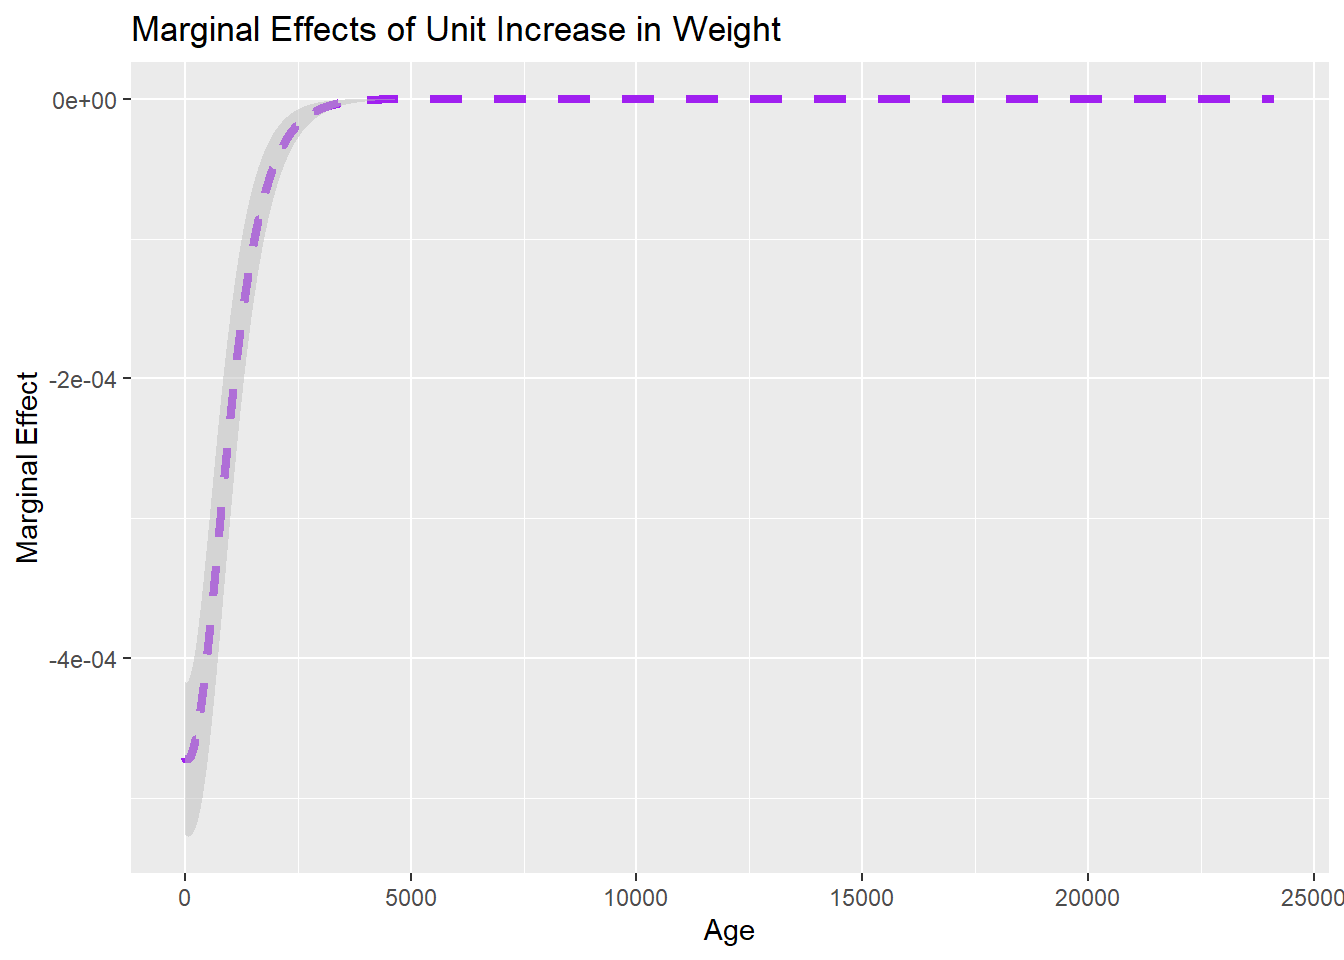 Marginal Effects of Unit Increase in Weight
Marginal Effect
0e+00
-2e-04
-4e-04
0
5000
10000
15000
20000
25000
Age